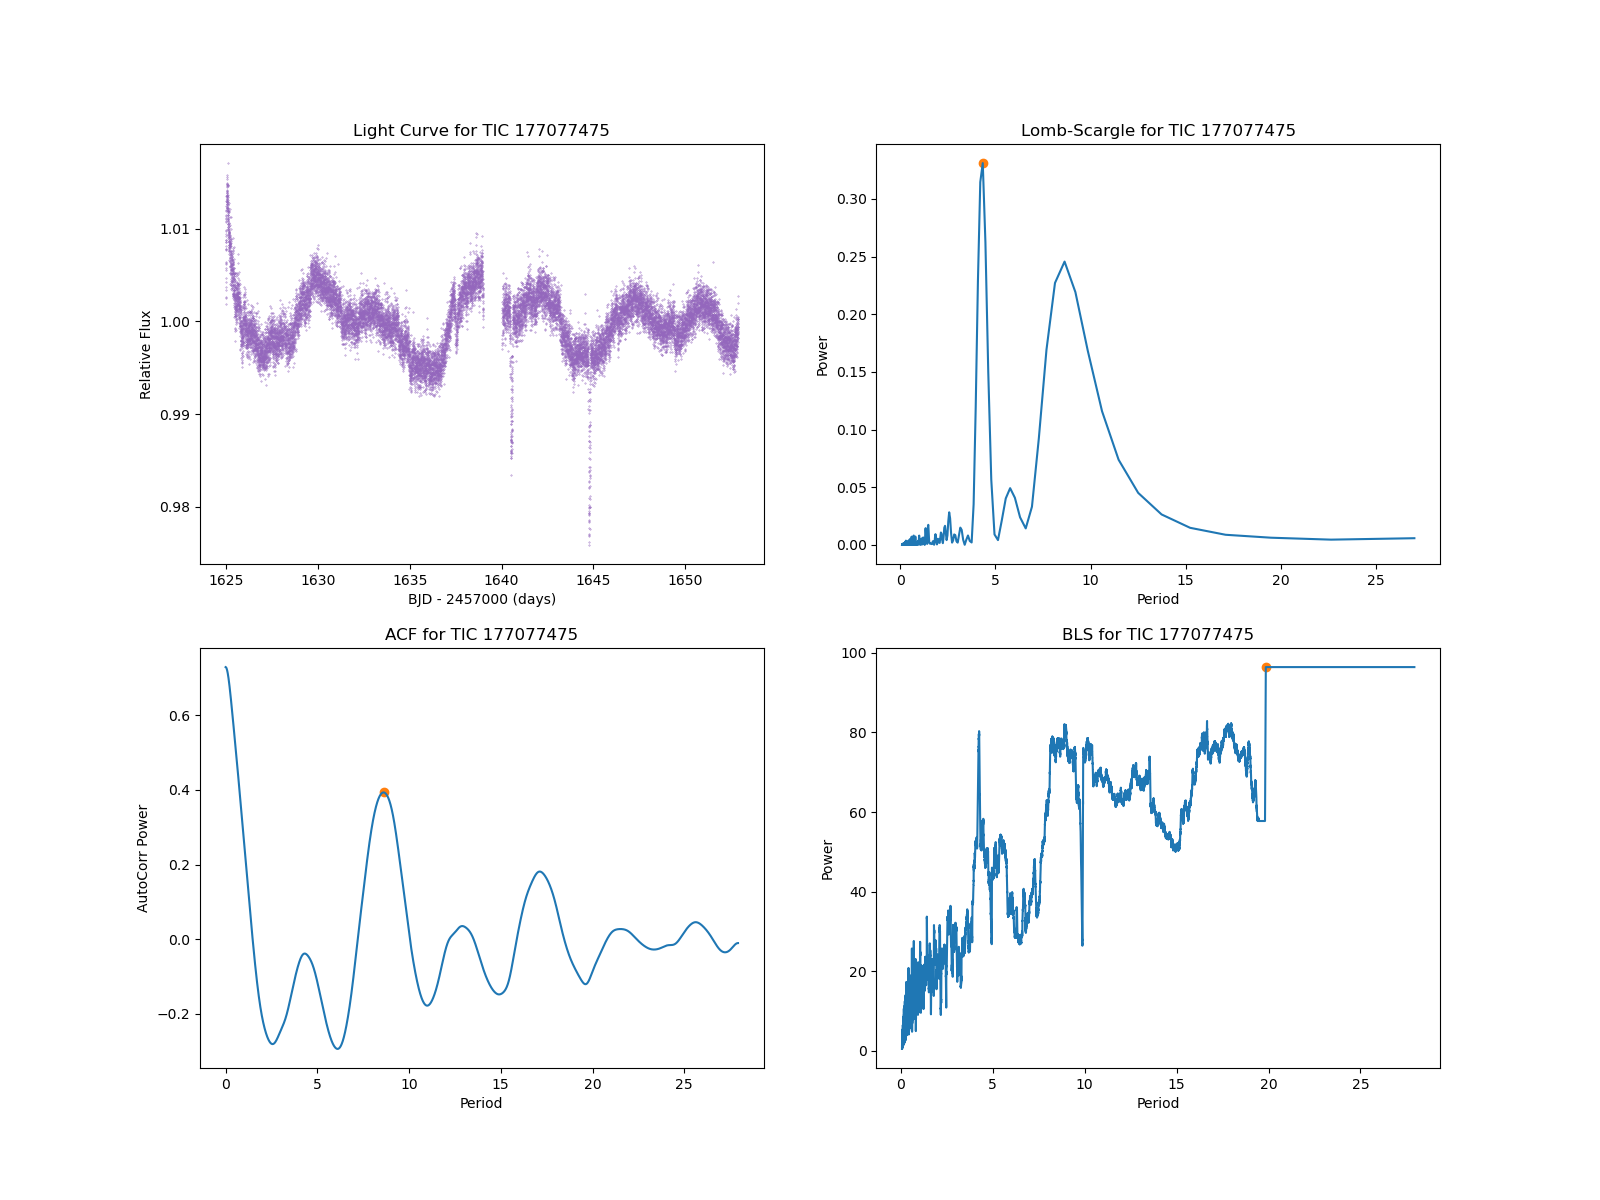 Light Curve for TIC 177077475
1.01
1.00
0.99
0.98
Relative Flux
1625 1630 1635 1640 1645 1650
BJD - 2457000 (days)
Lomb-Scargle for TIC 177077475
0.30
0.25
0.20
0.15
0.10
0.05
0.00
Power
0 5 10 15 20 25
Period
ACF for TIC 177077475
0.6
0.4
0.2
0.0
−0.2
AutoCorr Power
0 5 10 15 20 25
Period
BLS for TIC 177077475
100
80
60
40
20
0
Power
0 5 10 15 20 25
Period